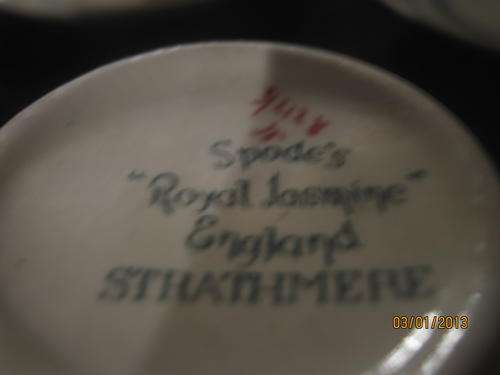 Spode's
"Royal Jasmine"
England
STRATHMERE
03/01/2013